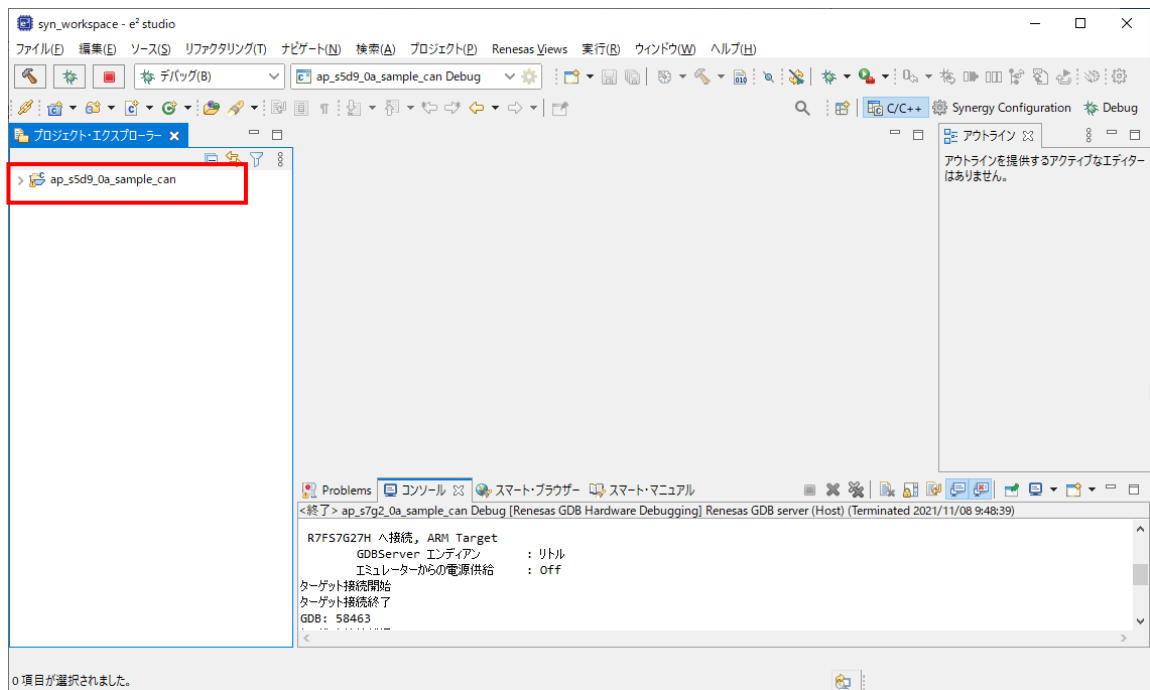 syn_workspace - e² studio
ファイル(F) 編集(E) ソース(S) リファクタリング(T) ナビゲート(N) 検索(A) プロジェクト(P) Renesas Views 実行(R) ウィンドウ(W) ヘルプ(H)
デバッグ(B) ap_s5d9_0a_sample_can Debug
C/C++ Synergy Configuration Debug
プロジェクト・エクスプローラー
アウトライン
ap_s5d9_0a_sample_can
アウトラインを提供するアクティブなエディター
はありません。
Problems コンソール スマート・ブラウザー スマート・マニュアル
<終了> ap_s7g2_0a_sample_can Debug [Renesas GDB Hardware Debugging] Renesas GDB server (Host) (Terminated 2021/11/08 9:48:39)
R7FS7G27H へ接続, ARM Target
GDBServer エンディアン : リトル
エミュレーターからの電源供給 : Off
ターゲット接続開始
ターゲット接続終了
GDB: 58463
0 項目が選択されました。